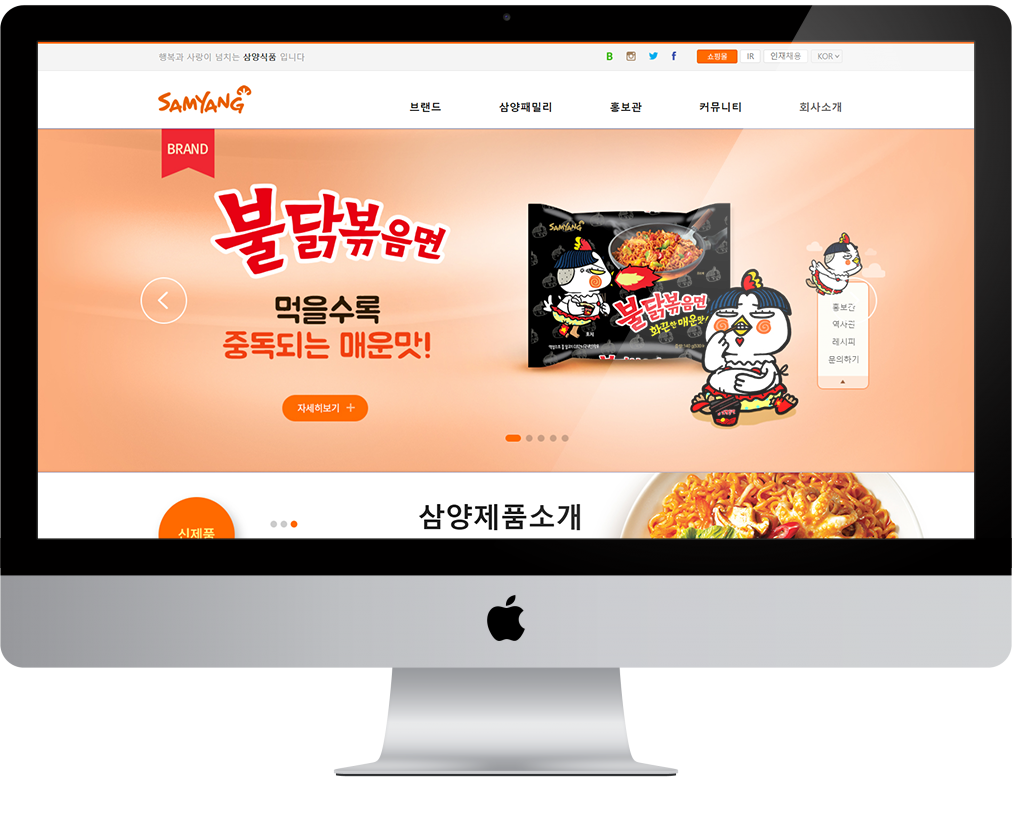 행복과 사랑이 넘치는 삼양식품 입니다
B f 쇼핑몰 IR 인재채용 KOR
SAMYANG
브랜드 삼양패밀리 홍보관 커뮤니티 회사소개
BRAND
불닭볶음면
먹을수록
중독되는 매운맛!
자세히보기 +
SAMYANG
불닭볶음면
화끈한 매운맛!
홍보관
역사관
레시피
문의하기
신제품
삼양제품소개